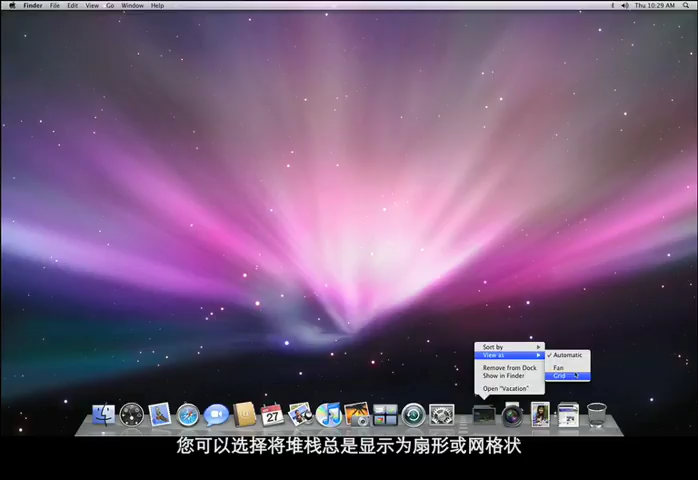 Finder File Edit View Go Window Help
Thu 10:29 AM
Sort by
View as
Remove from Dock
Show in Finder
Open "Vacation"
✓ Automatic
Fan
Grid
27
您可以选择将堆栈总是显示为扇形或网格状